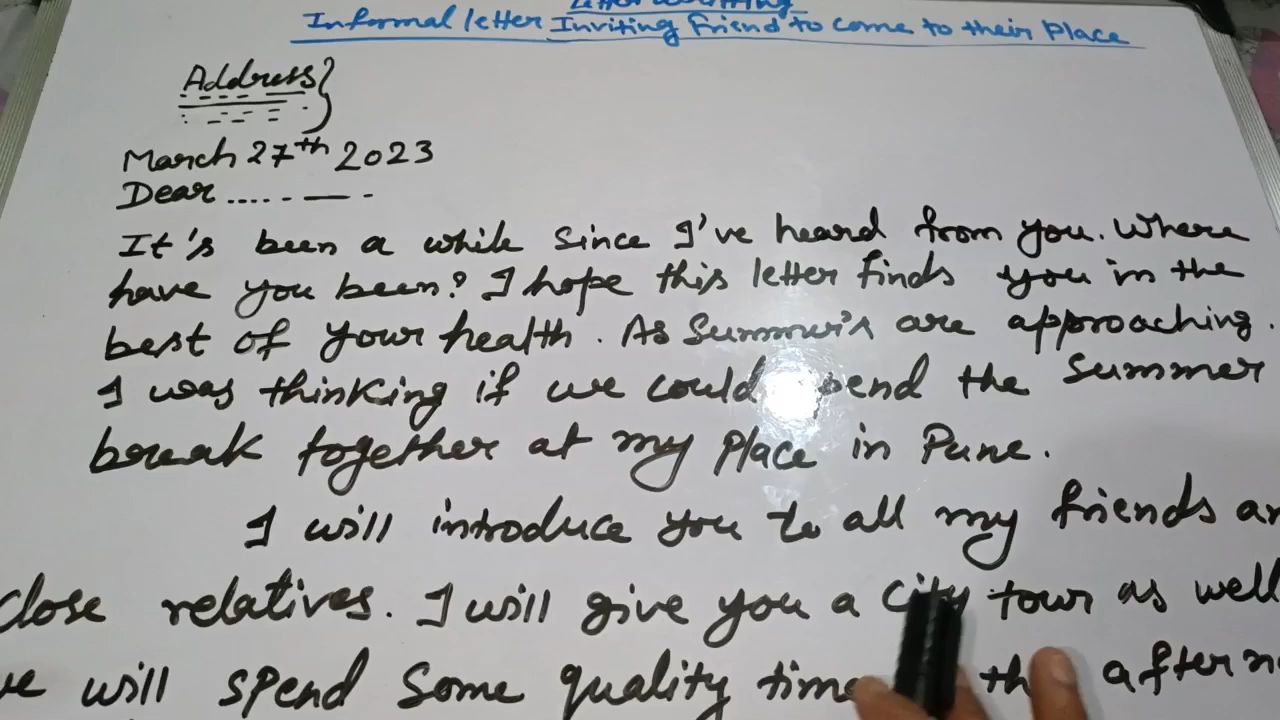 Informal letter Inviting Friend to come to their Place
Address
March 27th 2023
Dear
It's been a while since I've heard from you. Where
have you been? I hope this letter finds you in the
best of your health. As Summer's are approaching.
I was thinking if we could spend the Summer
break together at my Place in Pune.
I will introduce you to all my friends
close relatives. I will give you a city tour as well
will spend some quality time